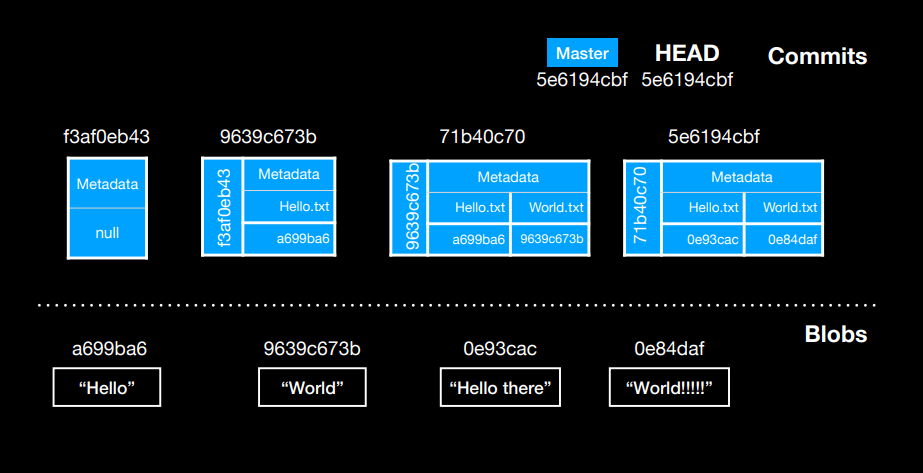 Master HEAD Commits
5e6194cbf 5e6194cbf
f3af0eb43 9639c673b 71b40c70 5e6194cbf
Metadata
null
f3af0eb43
Metadata
Hello.txt
a699ba6
9639c673b
Metadata
Hello.txt World.txt
a699ba6 9639c673b
71b40c70
Metadata
Hello.txt World.txt
0e93cac 0e84daf
Blobs
a699ba6 9639c673b 0e93cac 0e84daf
“Hello” “World” “Hello there” “World!!!!!”